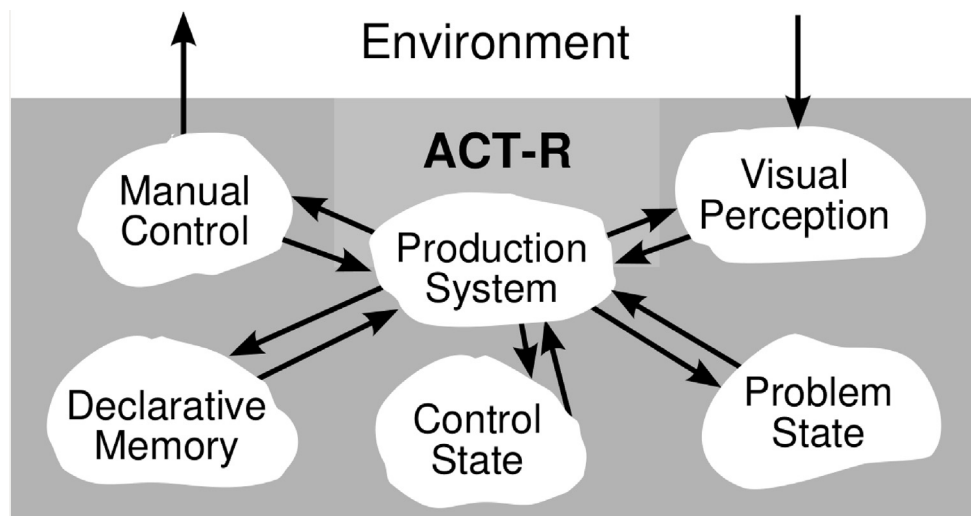 Environment
ACT-R
Manual
Control
Visual
Perception
Production
System
Declarative
Memory
Control
State
Problem
State